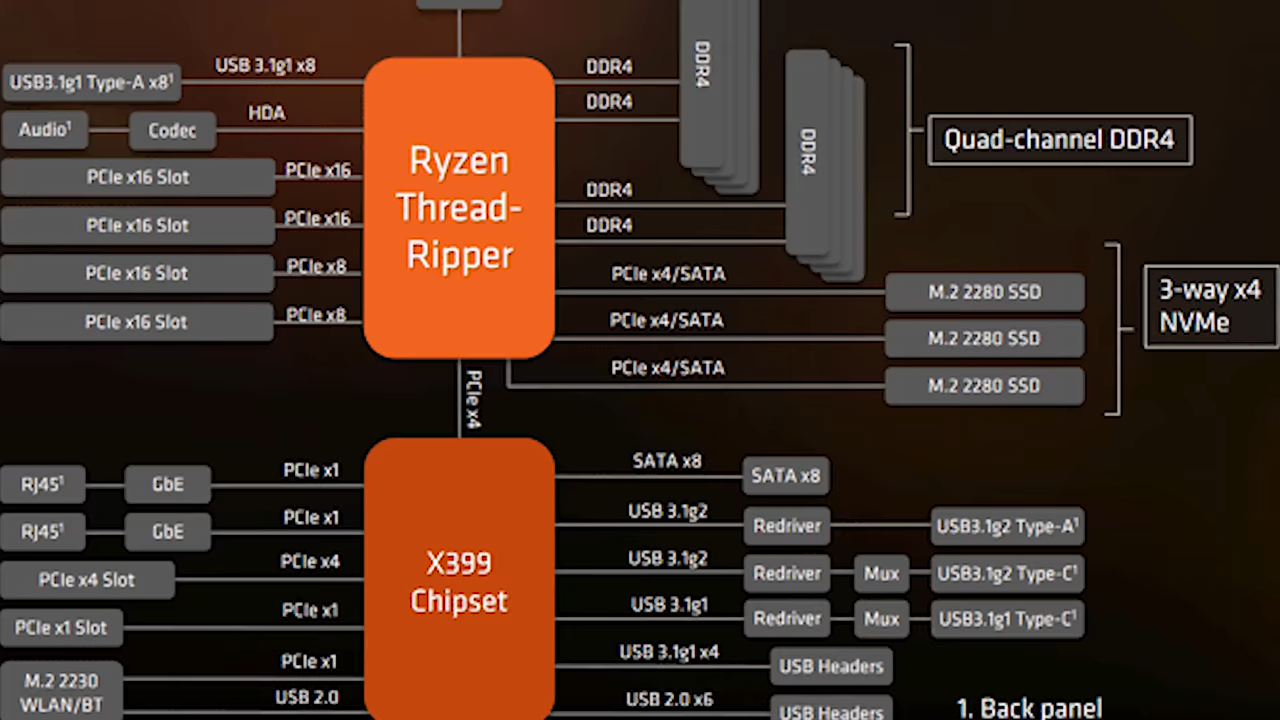 USB 3.1g1 x8
USB3.1g1 Type-A x8¹
HDA
Audio¹
Codec
PCIe x16 Slot
PCIe x16
PCIe x16 Slot
PCIe x16
PCIe x16 Slot
PCIe x8
PCIe x16 Slot
PCIe x8
Ryzen
Thread-
Ripper
DDR4
DDR4
DDR4
DDR4
DDR4
DDR4
Quad-channel DDR4
PCIe x4/SATA
M.2 2280 SSD
PCIe x4/SATA
M.2 2280 SSD
PCIe x4/SATA
M.2 2280 SSD
3-way x4
NVMe
PCIe x4
RJ45¹
GbE
PCIe x1
RJ45¹
GbE
PCIe x1
PCIe x4 Slot
PCIe x4
PCIe x1 Slot
PCIe x1
M.2 2230
WLAN/BT
PCIe x1
USB 2.0
X399
Chipset
SATA x8
SATA x8
USB 3.1g2
Redriver
USB3.1g2 Type-A¹
USB 3.1g2
Redriver
Mux
USB3.1g2 Type-C¹
USB 3.1g1
Redriver
Mux
USB3.1g1 Type-C¹
USB 3.1g1 x4
USB Headers
USB 2.0 x6
USB Headers
1. Back panel